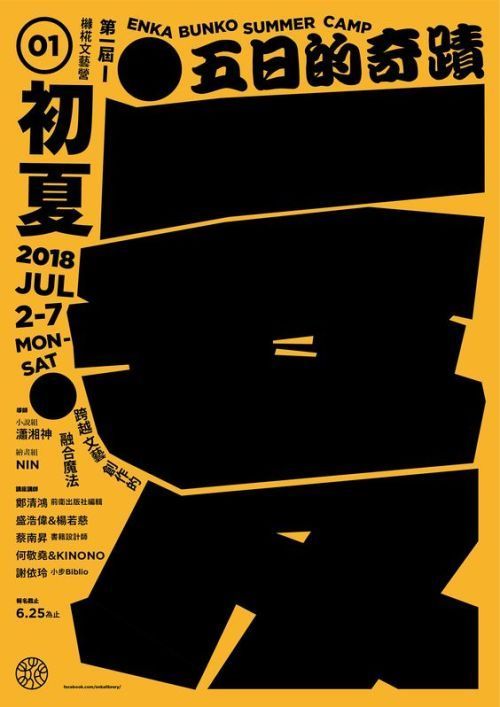 01
第一屆—
櫞椛文藝營
ENKA BUNKO SUMMER CAMP
五日的奇蹟
初夏
2018
JUL
2-7
MON-
SAT
跨越文藝創作的
融合魔法
導師
小說組
瀟湘神
繪畫組
NIN
講座講師
鄭清鴻 前衛出版社編輯
盛浩偉&楊若慈
蔡南昇 書籍設計師
何敬堯&KINONO
謝依玲 小步Biblio
報名截止
6.25為止
facebook.com/enkalibrary/